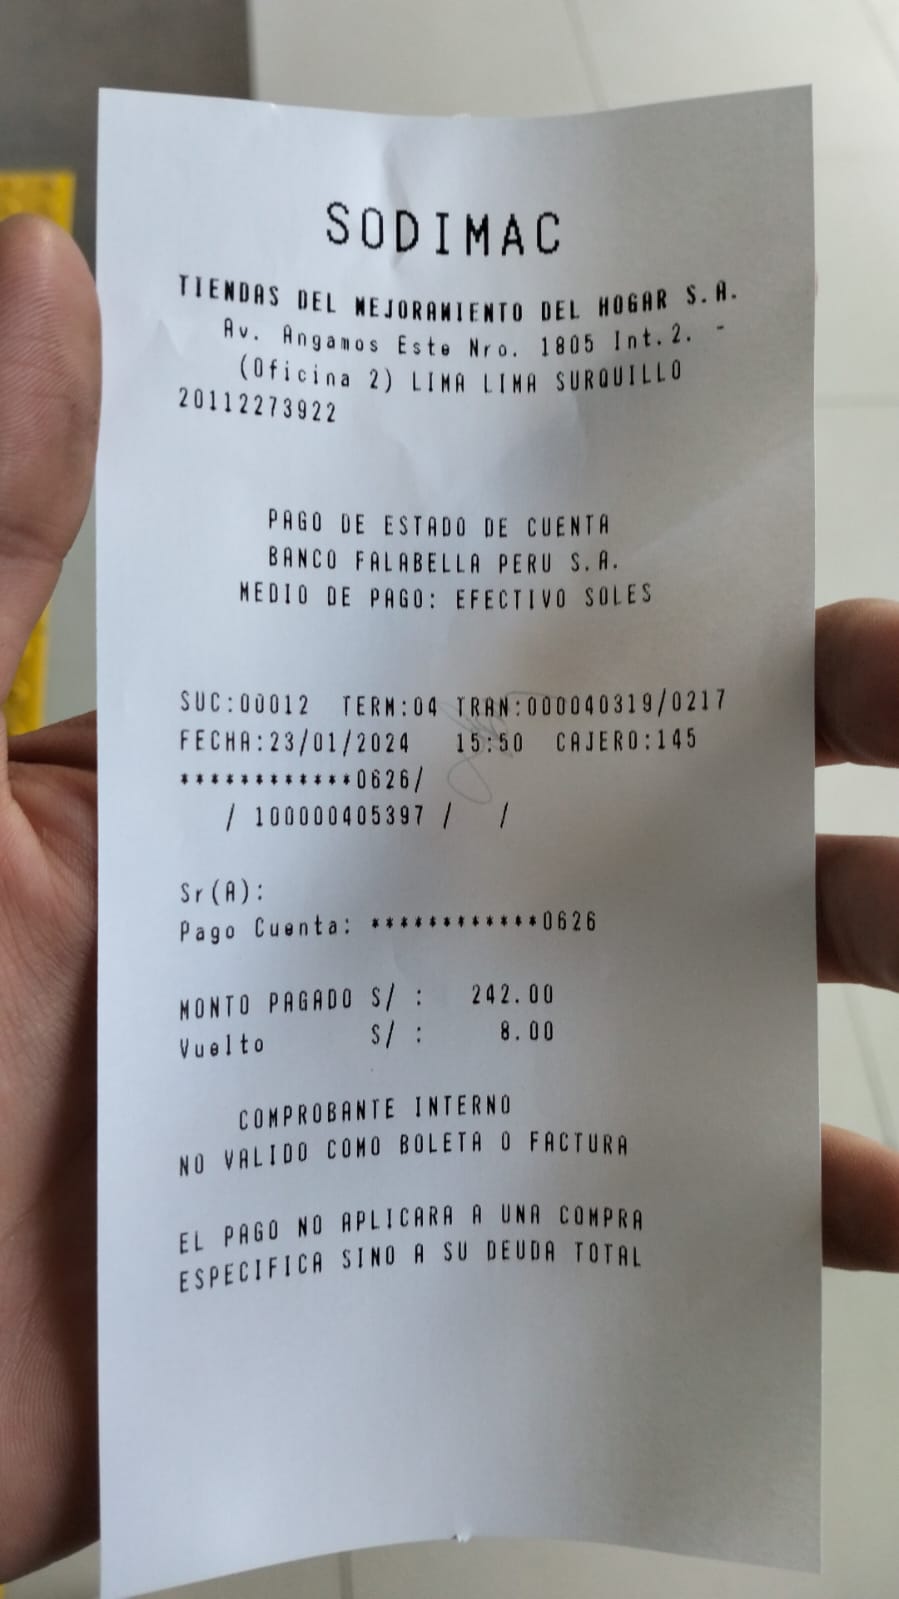 SODIMAC
TIENDAS DEL MEJORAMIENTO DEL HOGAR S.A.
Av. Angamos Este Nro. 1805 Int.2. -
(Oficina 2) LIMA LIMA SURQUILLO
20112273922
PAGO DE ESTADO DE CUENTA
BANCO FALABELLA PERU S.A.
MEDIO DE PAGO: EFECTIVO SOLES
SUC:00012 TERM:04 TRAN:000040319/0217
FECHA:23/01/2024 15:50 CAJERO:145
************0626/
/ 100000405397 / /
Sr(A):
Pago Cuenta: ************0626
MONTO PAGADO S/ : 242.00
Vuelto S/ : 8.00
COMPROBANTE INTERNO
NO VALIDO COMO BOLETA O FACTURA
EL PAGO NO APLICARA A UNA COMPRA
ESPECIFICA SINO A SU DEUDA TOTAL